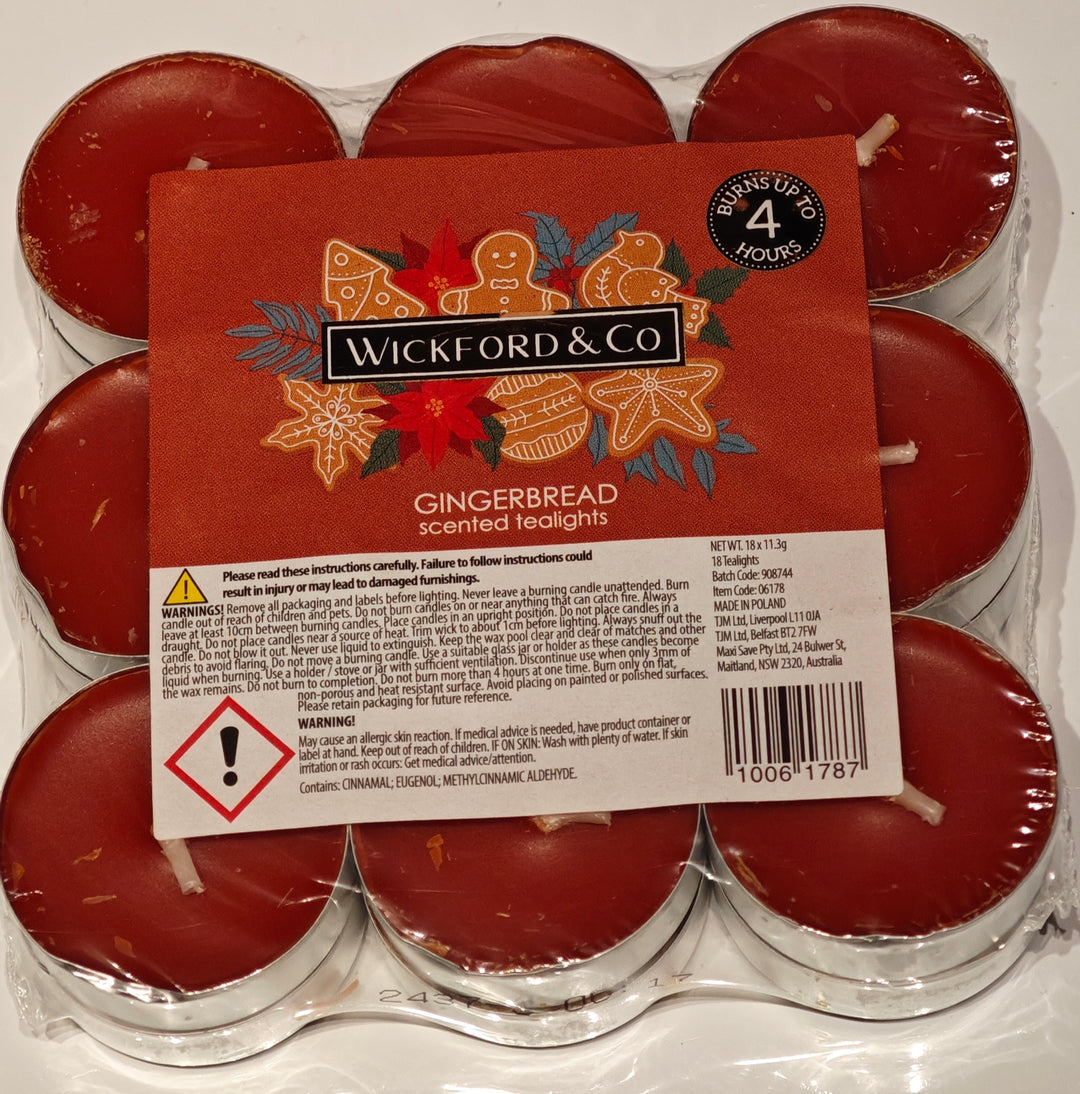 BURNS UP TO
4
HOURS
WICKFORD & CO
GINGERBREAD
scented tealights
Please read these instructions carefully. Failure to follow instructions could
result in injury or may lead to damaged furnishings.
WARNINGS! Remove all packaging and labels before lighting. Never leave a burning candle unattended. Burn
candle out of reach of children and pets. Do not burn candles on or near anything that can catch fire. Always
leave at least 10cm between burning candles. Place candles in an upright position. Do not place candles in a
draught. Do not place candles near a source of heat. Trim wick to about 1cm before lighting. Always snuff out the
candle. Do not blow it out. Never use liquid to extinguish. Keep the wax pool clear and clear of matches and other
debris to avoid flaring. Do not move a burning candle. Use a suitable glass jar or holder as these candles become
liquid when burning. Use a holder / stove or jar with sufficient ventilation. Discontinue use when only 3mm of
the wax remains. Do not burn to completion. Do not burn more than 4 hours at one time. Burn only on flat,
non-porous and heat resistant surface. Avoid placing on painted or polished surfaces.
Please retain packaging for future reference.
WARNING!
May cause an allergic skin reaction. If medical advice is needed, have product container or
label at hand. Keep out of reach of children. IF ON SKIN: Wash with plenty of water. If skin
irritation or rash occurs: Get medical advice/attention.
Contains: CINNAMAL; EUGENOL; METHYLCINNAMIC ALDEHYDE.
NET WT. 18 x 11.3g
18 Tealights
Batch Code: 908744
Item Code: 06178
MADE IN POLAND
TJM Ltd, Liverpool L11 0JA
TJM Ltd, Belfast BT2 7FW
Maxi Save Pty Ltd, 24 Bulwer St,
Maitland, NSW 2320, Australia
1006 1787
17